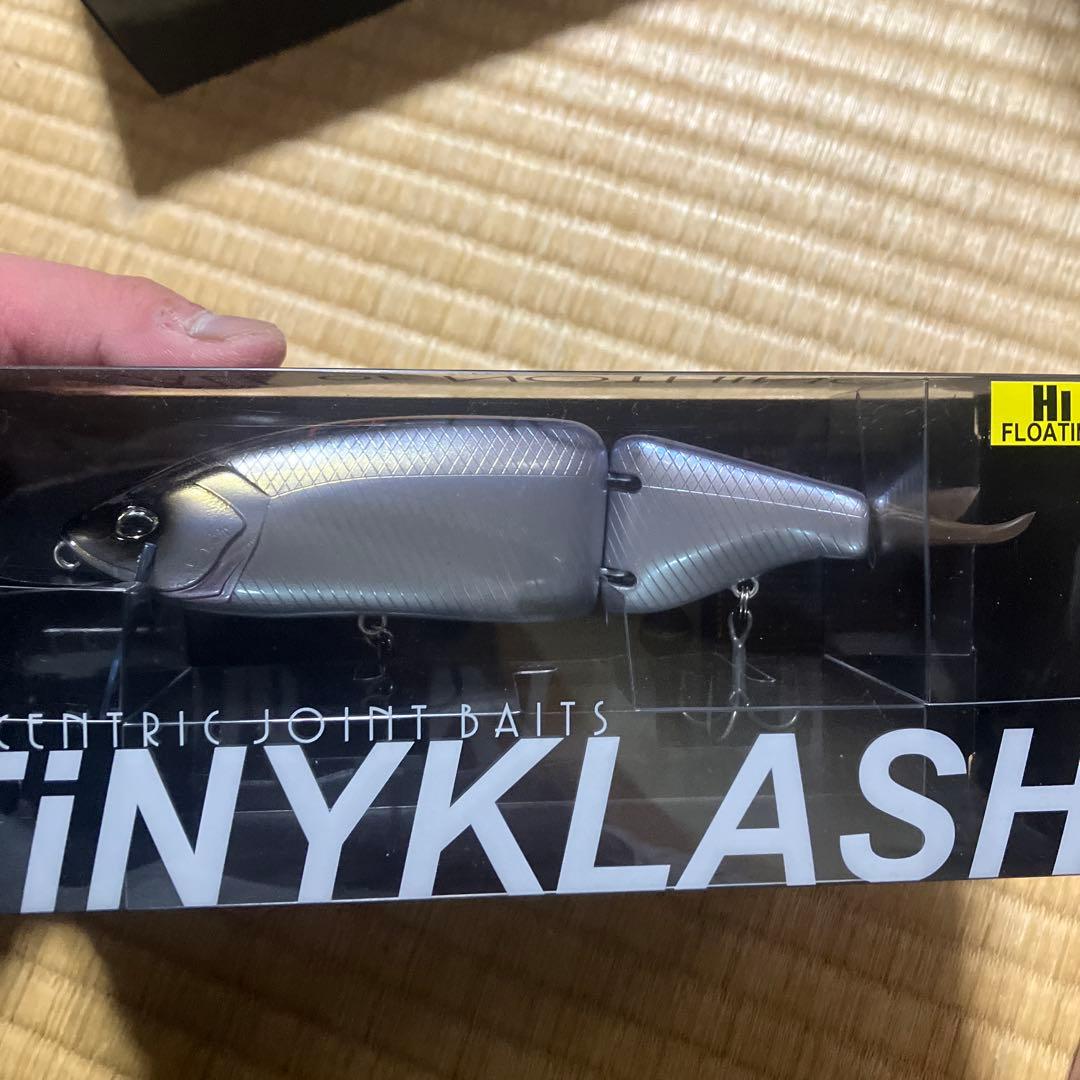 HI
FLOATIN
CENTRIC JOINT BAITS
TiNYKLASH